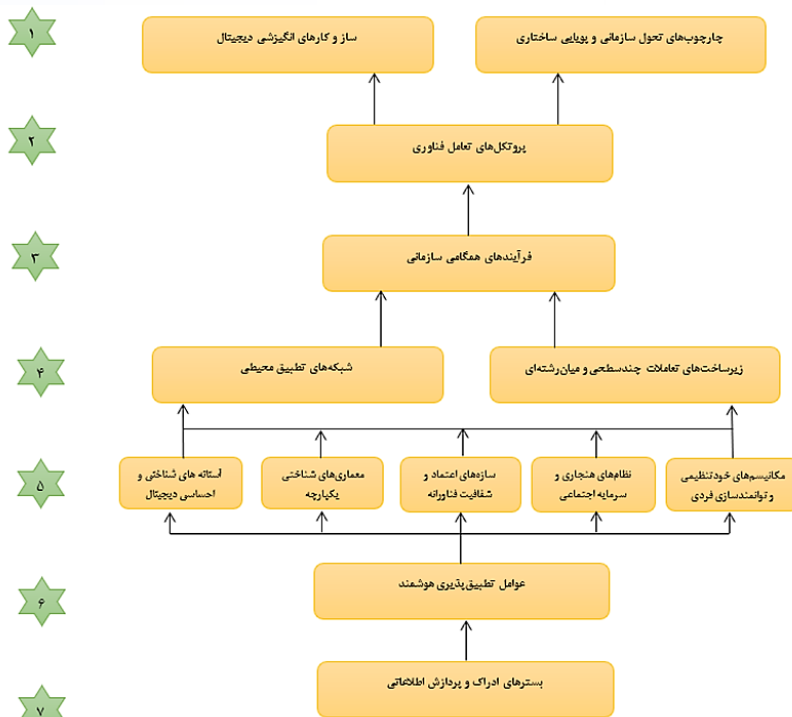 ۱
ساز و کارهای انگیزشی دیجیتال
چارچوب‌های تحول سازمانی و پویایی ساختاری
۲
پروتکل‌های تعامل فناوری
۳
فرآیندهای همگامی سازمانی
۴
شبکه‌های تطبیق محیطی
زیرساخت‌های تعاملات چندسطحی و میان‌رشته‌ای
۵
آستانه های شناختی و
احساسی دیجیتال
معماری‌های شناختی
یکپارچه
سازه‌های اعتماد و
شفافیت فناورانه
نظام‌های هنجاری و
سرمایه اجتماعی
مکانیسم‌های خودتنظیمی
و توانمندسازی فردی
۶
عوامل تطبیق‌پذیری هوشمند
۷
بسترهای ادراک و پردازش اطلاعاتی